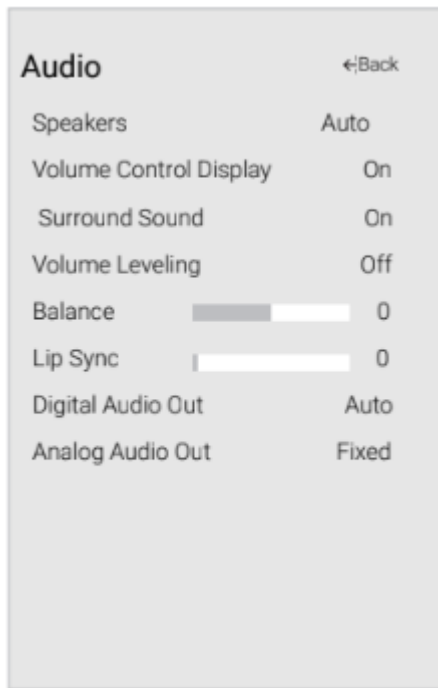 Audio ←Back
Speakers Auto
Volume Control Display On
Surround Sound On
Volume Leveling Off
Balance 0
Lip Sync 0
Digital Audio Out Auto
Analog Audio Out Fixed